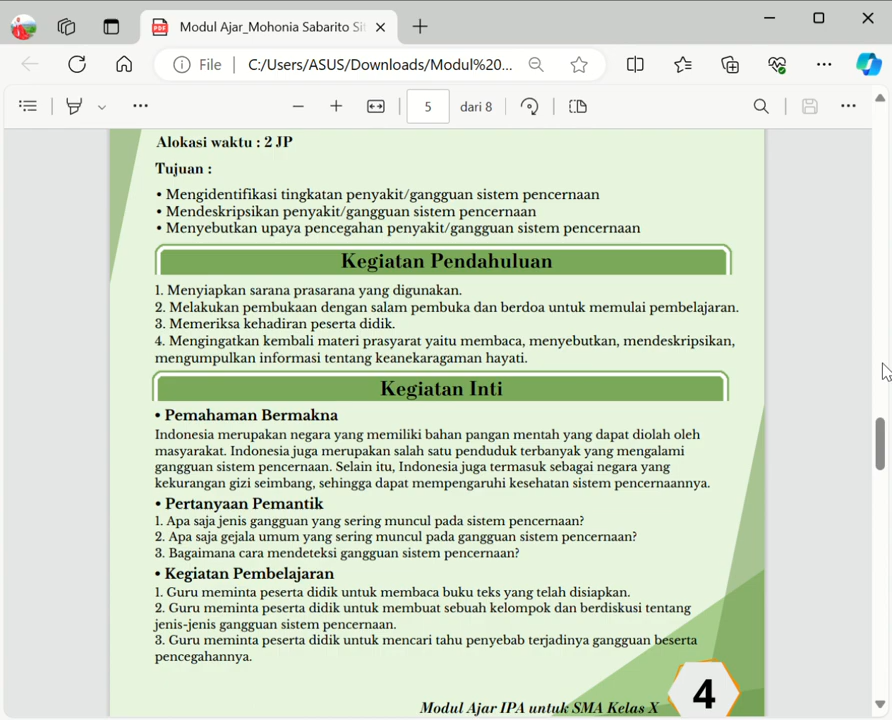 Modul Ajar_Mohonia Sabarito Si
File
C:/Users/ASUS/Downloads/Modul%20...
5
dari 8
Alokasi waktu : 2 JP
Tujuan :
• Mengidentifikasi tingkatan penyakit/gangguan sistem pencernaan
• Mendeskripsikan penyakit/gangguan sistem pencernaan
• Menyebutkan upaya pencegahan penyakit/gangguan sistem pencernaan
Kegiatan Pendahuluan
1. Menyiapkan sarana prasarana yang digunakan.
2. Melakukan pembukaan dengan salam pembuka dan berdoa untuk memulai pembelajaran.
3. Memeriksa kehadiran peserta didik.
4. Mengingatkan kembali materi prasyarat yaitu membaca, menyebutkan, mendeskripsikan,
mengumpulkan informasi tentang keanekaragaman hayati.
Kegiatan Inti
• Pemahaman Bermakna
Indonesia merupakan negara yang memiliki bahan pangan mentah yang dapat diolah oleh
masyarakat. Indonesia juga merupakan salah satu penduduk terbanyak yang mengalami
gangguan sistem pencernaan. Selain itu, Indonesia juga termasuk sebagai negara yang
kekurangan gizi seimbang, sehingga dapat mempengaruhi kesehatan sistem pencernaannya.
• Pertanyaan Pemantik
1. Apa saja jenis gangguan yang sering muncul pada sistem pencernaan?
2. Apa saja gejala umum yang sering muncul pada gangguan sistem pencernaan?
3. Bagaimana cara mendeteksi gangguan sistem pencernaan?
• Kegiatan Pembelajaran
1. Guru meminta peserta didik untuk membaca buku teks yang telah disiapkan.
2. Guru meminta peserta didik untuk membuat sebuah kelompok dan berdiskusi tentang
jenis-jenis gangguan sistem pencernaan.
3. Guru meminta peserta didik untuk mencari tahu penyebab terjadinya gangguan beserta
pencegahannya.
4
Modul Ajar IPA untuk SMA Kelas X